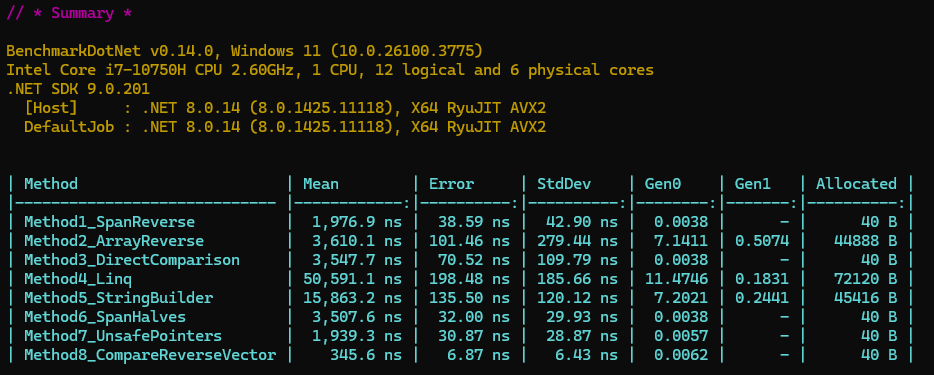 // * Summary *
BenchmarkDotNet v0.14.0, Windows 11 (10.0.26100.3775)
Intel Core i7-10750H CPU 2.60GHz, 1 CPU, 12 logical and 6 physical cores
.NET SDK 9.0.201
  [Host]     : .NET 8.0.14 (8.0.1425.11118), X64 RyuJIT AVX2
  DefaultJob : .NET 8.0.14 (8.0.1425.11118), X64 RyuJIT AVX2
| Method                       | Mean        | Error     | StdDev    | Gen0    | Gen1   | Allocated |
|----------------------------- |------------:|----------:|----------:|--------:|-------:|----------:|
| Method1_SpanReverse          |  1,976.9 ns |  38.59 ns |  42.90 ns |  0.0038 |      - |      40 B |
| Method2_ArrayReverse         |  3,610.1 ns | 101.46 ns | 279.44 ns |  7.1411 | 0.5074 |   44888 B |
| Method3_DirectComparison     |  3,547.7 ns |  70.52 ns | 109.79 ns |  0.0038 |      - |      40 B |
| Method4_Linq                 | 50,591.1 ns | 198.48 ns | 185.66 ns | 11.4746 | 0.1831 |   72120 B |
| Method5_StringBuilder        | 15,863.2 ns | 135.50 ns | 120.12 ns |  7.2021 | 0.2441 |   45416 B |
| Method6_SpanHalves           |  3,507.6 ns |  32.00 ns |  29.93 ns |  0.0038 |      - |      40 B |
| Method7_UnsafePointers       |  1,939.3 ns |  30.87 ns |  28.87 ns |  0.0057 |      - |      40 B |
| Method8_CompareReverseVector |    345.6 ns |   6.87 ns |   6.43 ns |  0.0062 |      - |      40 B |